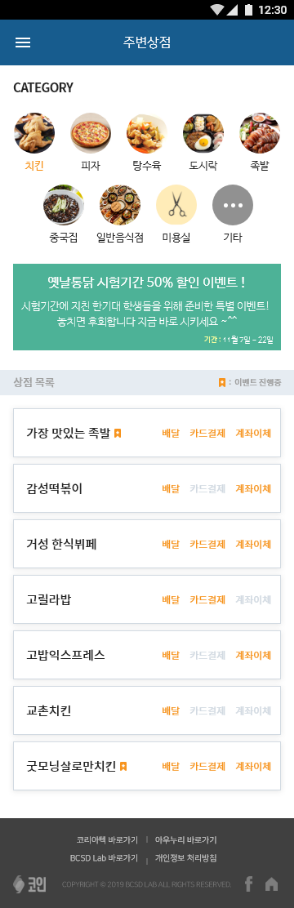 12:30
주변상점
CATEGORY
치킨 피자 탕수육 도시락 족발
중국집 일반음식점 미용실 기타
옛날통닭 시험기간 50% 할인 이벤트 !
시험기간에 지친 한기대 학생들을 위해 준비한 특별 이벤트!
놓치면 후회합니다 지금 바로 시키세요 ~^^
기간 : 11월 7일 - 22일
상점 목록 : 이벤트 진행중
가장 맛있는 족발 배달 카드결제 계좌이체
감성떡볶이 배달 카드결제 계좌이체
거성 한식뷔페 배달 카드결제 계좌이체
고릴라밥 배달 카드결제 계좌이체
고밥익스프레스 배달 카드결제 계좌이체
교촌치킨 배달 카드결제 계좌이체
굿모닝살로만치킨 배달 카드결제 계좌이체
코리아텍 바로가기 | 아우누리 바로가기
BCSD Lab 바로가기 | 개인정보 처리방침
코인 COPYRIGHT © 2019 BCSD LAB ALL RIGHTS RESERVED.